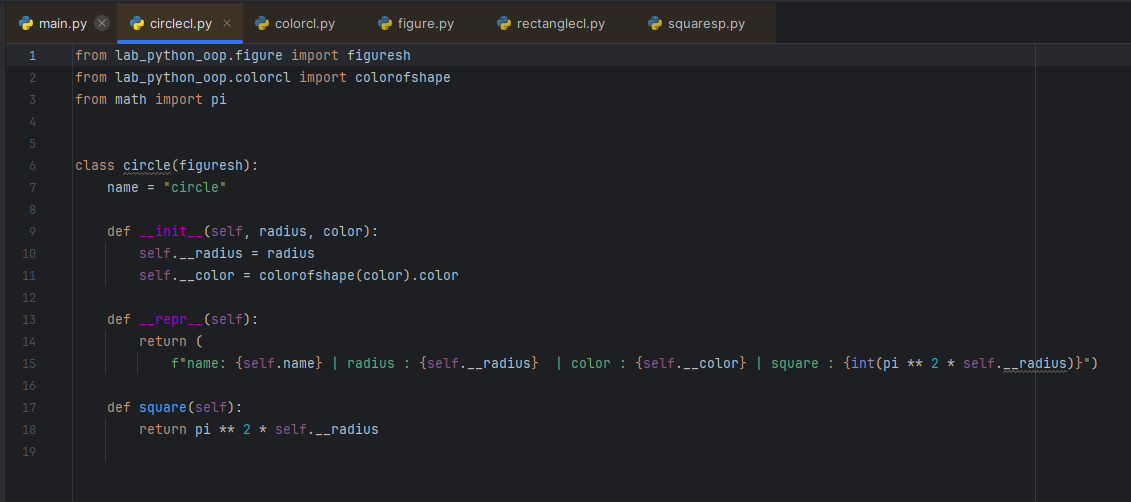 main.py circlecl.py colorcl.py figure.py rectanglecl.py squaresp.py
1 from lab_python_oop.figure import figuresh
2 from lab_python_oop.colorcl import colorofshape
3 from math import pi
4
5
6 class circle(figuresh):
7     name = "circle"
8
9     def __init__(self, radius, color):
10         self.__radius = radius
11         self.__color = colorofshape(color).color
12
13     def __repr__(self):
14         return (
15             f"name: {self.name} | radius : {self.__radius}  | color : {self.__color} | square : {int(pi ** 2 * self.__radius)}")
16
17     def square(self):
18         return pi ** 2 * self.__radius
19